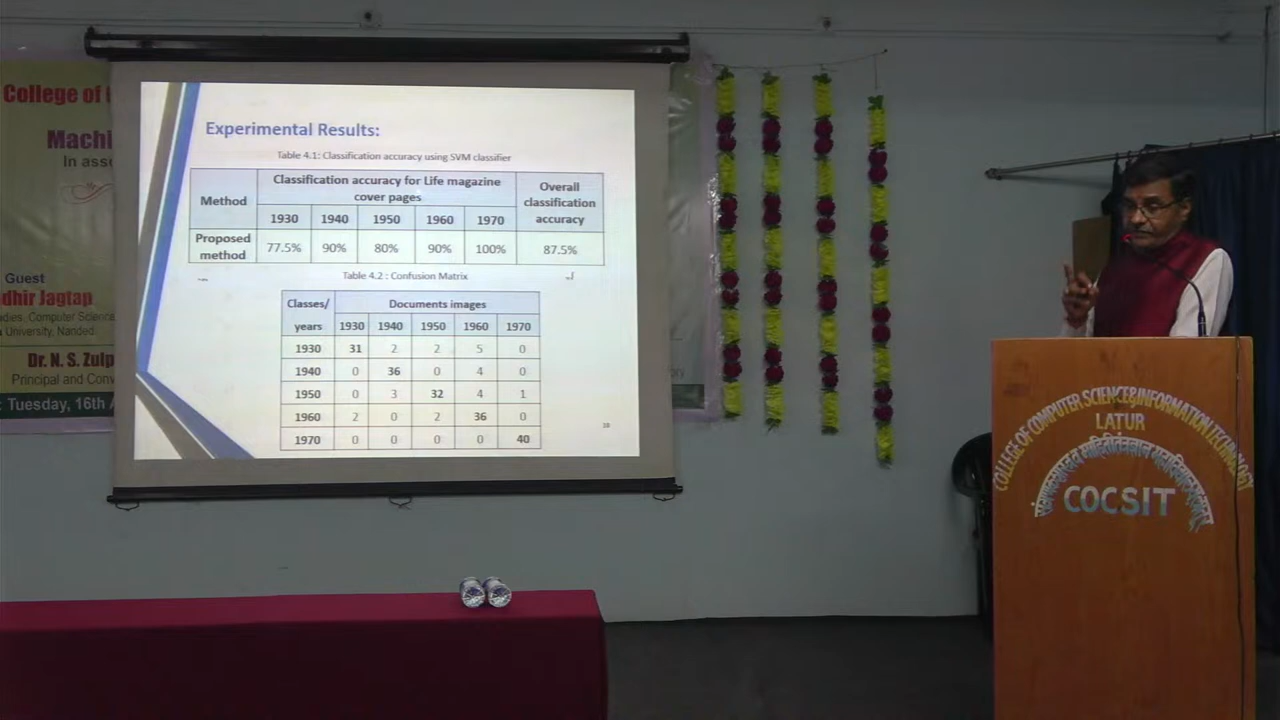 College of
Machi
In asso
Guest
dhir Jagtap
dies, Computer Science
University, Nanded
Dr. N. S. Zulp
Principal and Conv
: Tuesday, 16th
Experimental Results:
Table 4.1: Classification accuracy using SVM classifier
Method Classification accuracy for Life magazine cover pages Overall classification accuracy
1930 1940 1950 1960 1970
Proposed method 77.5% 90% 80% 90% 100% 87.5%
Table 4.2 : Confusion Matrix
Classes/ years Documents images
1930 1940 1950 1960 1970
1930 31 2 2 5 0
1940 0 36 0 4 0
1950 0 3 32 4 1
1960 2 0 2 36 0
1970 0 0 0 0 40
COLLEGE OF COMPUTER SCIENCE & INFORMATION TECHNOLOGY
LATUR
COCSIT